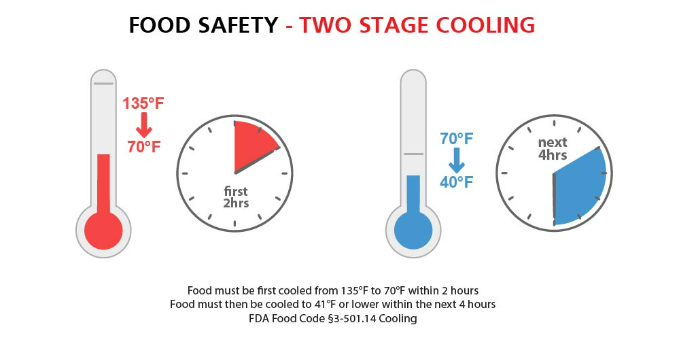 FOOD SAFETY - TWO STAGE COOLING
135°F
70°F
first
2hrs
70°F
40°F
next
4hrs
Food must be first cooled from 135°F to 70°F within 2 hours
Food must then be cooled to 41°F or lower within the next 4 hours
FDA Food Code §3-501.14 Cooling